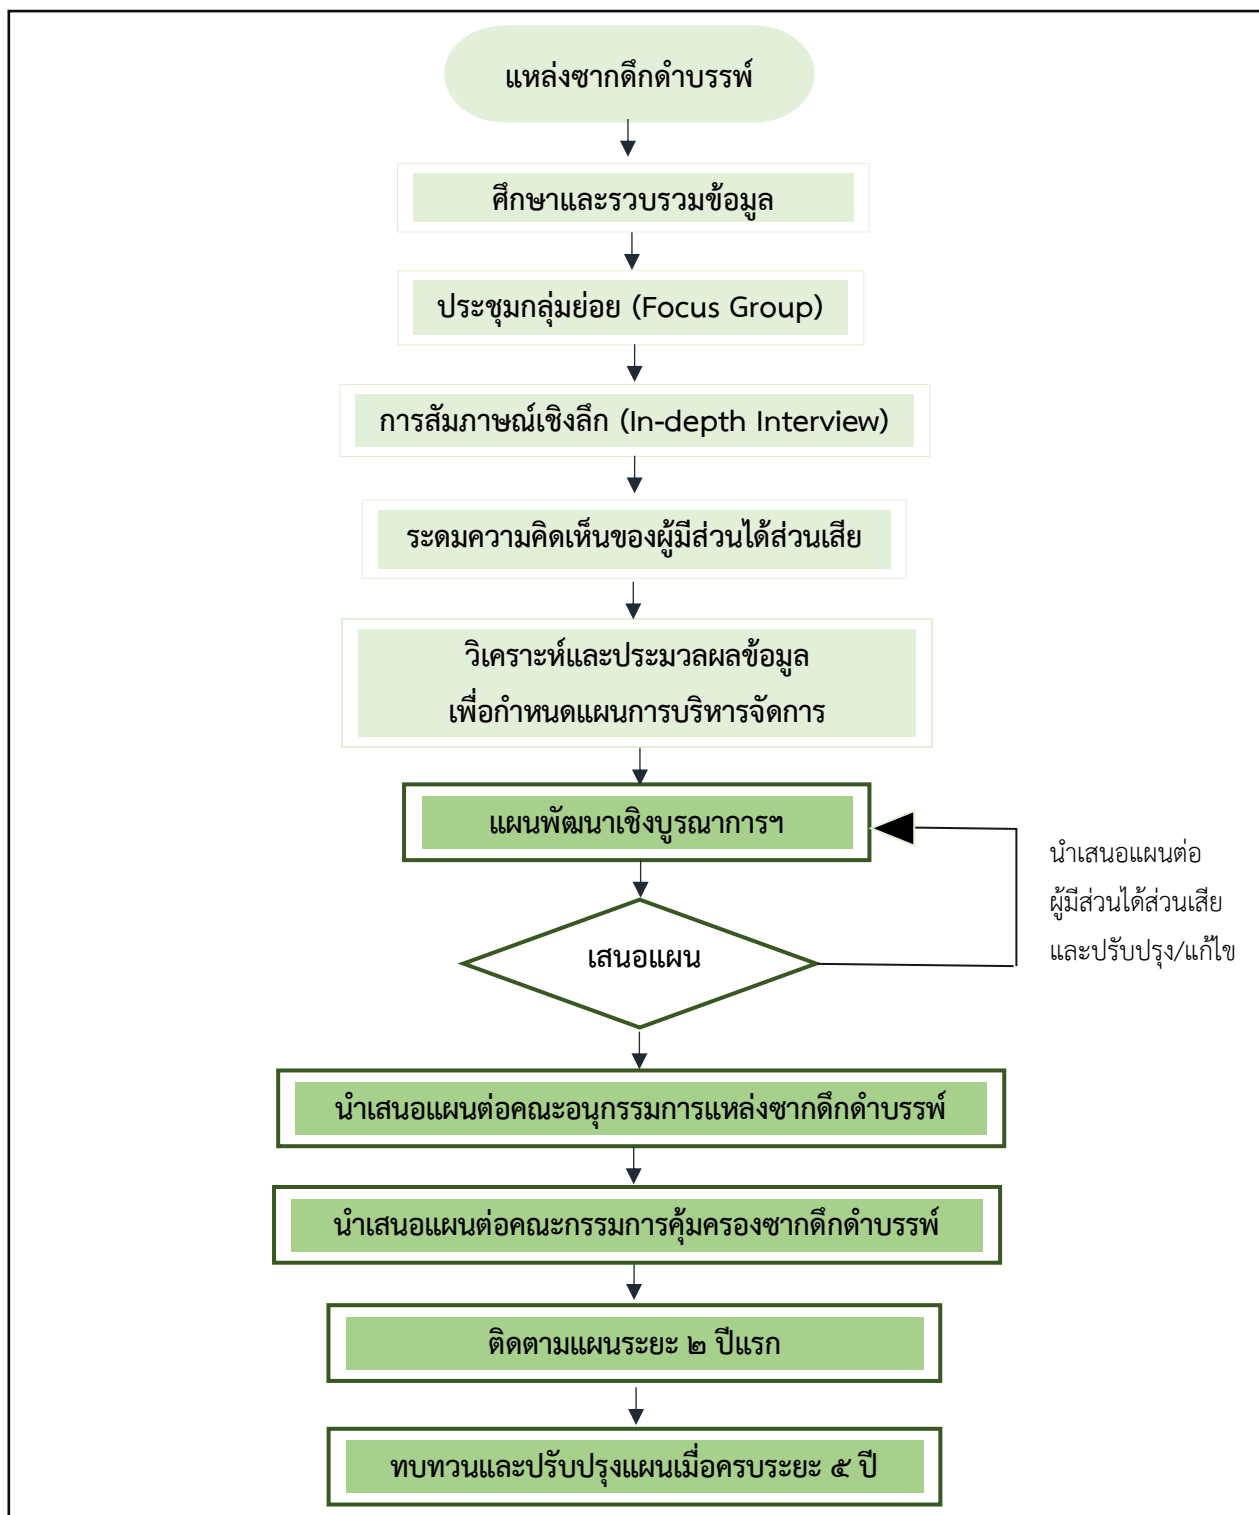 แหล่งซากดึกดำบรรพ์
ศึกษาและรวบรวมข้อมูล
ประชุมกลุ่มย่อย (Focus Group)
การสัมภาษณ์เชิงลึก (In-depth Interview)
ระดมความคิดเห็นของผู้มีส่วนได้ส่วนเสีย
วิเคราะห์และประมวลผลข้อมูล
เพื่อกำหนดแผนการบริหารจัดการ
แผนพัฒนาเชิงบูรณาการฯ
นำเสนอแผนต่อ
ผู้มีส่วนได้ส่วนเสีย
และปรับปรุง/แก้ไข
เสนอแผน
นำเสนอแผนต่อคณะอนุกรรมการแหล่งซากดึกดำบรรพ์
นำเสนอแผนต่อคณะกรรมการคุ้มครองซากดึกดำบรรพ์
ติดตามแผนระยะ ๒ ปีแรก
ทบทวนและปรับปรุงแผนเมื่อครบระยะ ๕ ปี